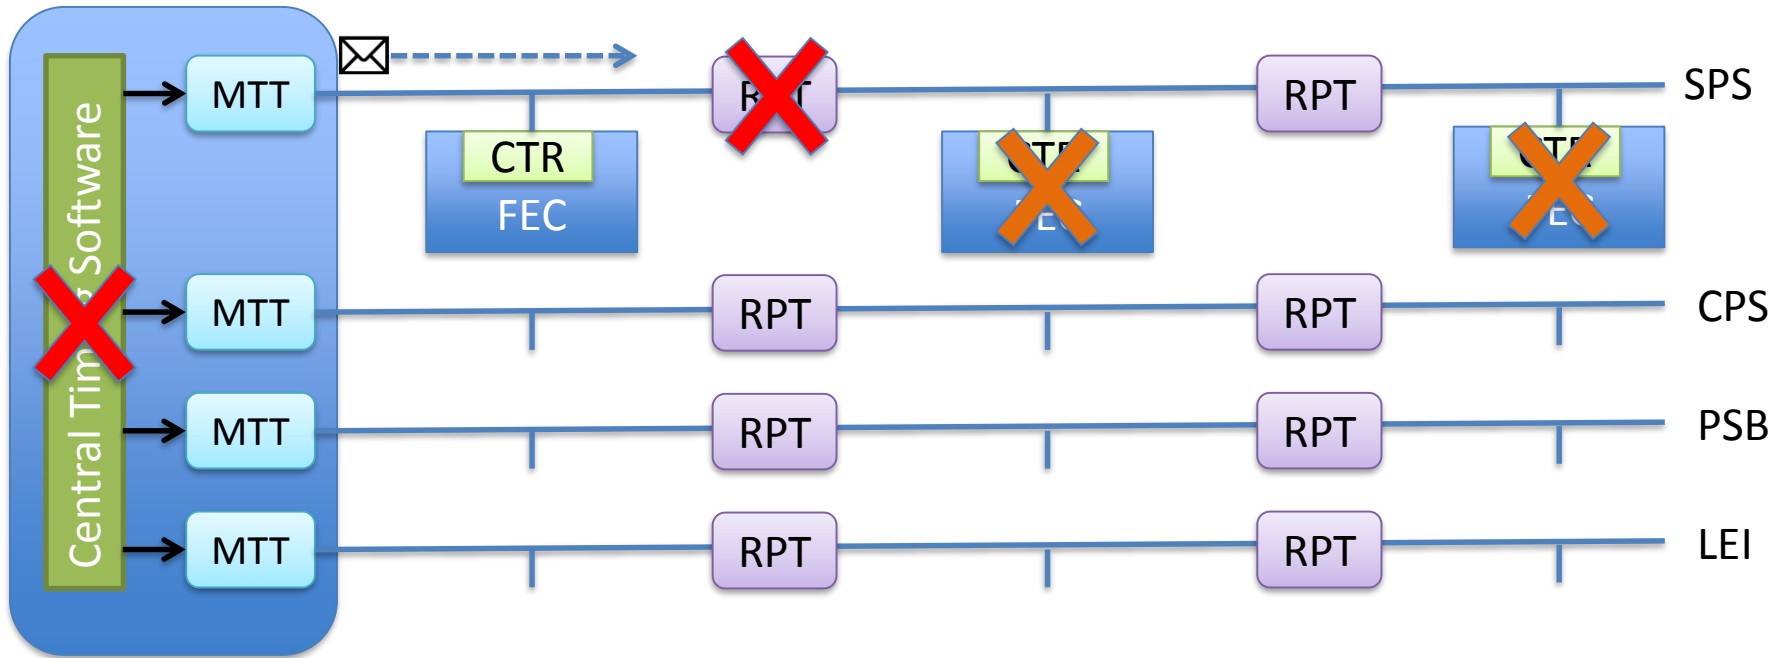 Central Timing Software
MTT
RPT
SPS
CTR
FEC
MTT
RPT
RPT
CPS
MTT
RPT
RPT
PSB
MTT
RPT
RPT
LEI